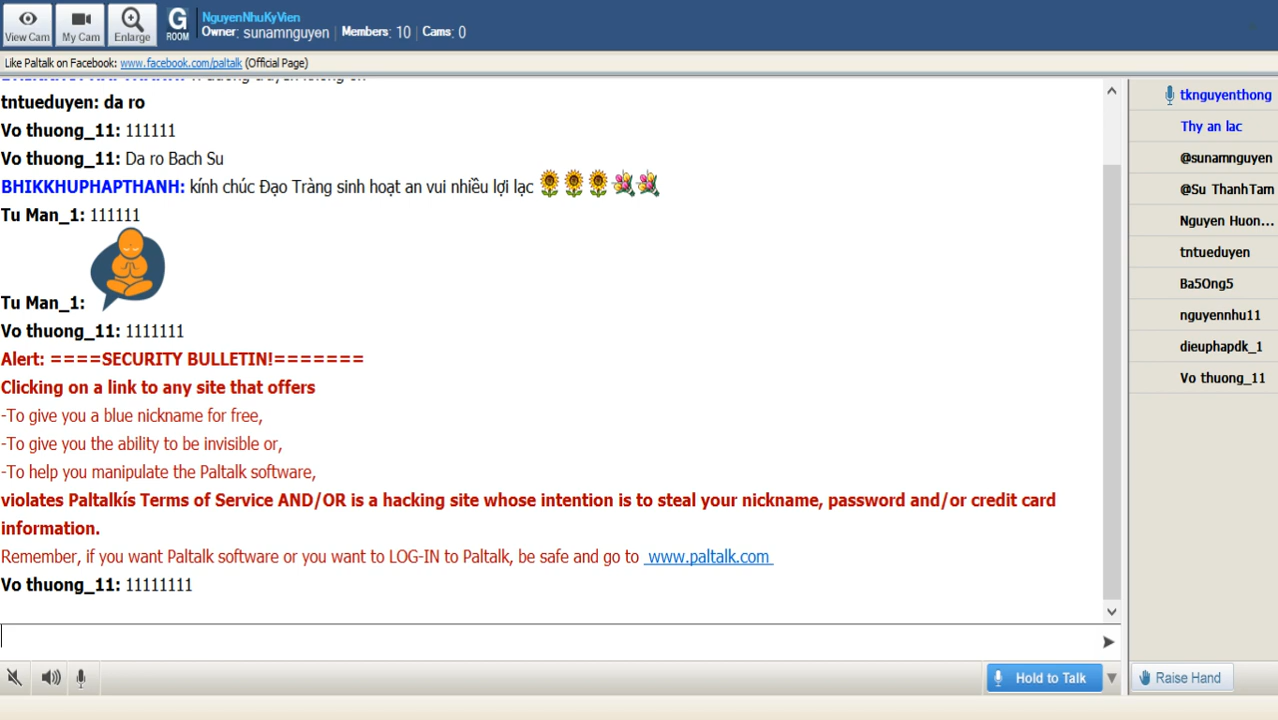 View Cam
My Cam
Enlarge
G
ROOM
NguyenNhuKyVien
Owner: sunamnguyen | Members: 10 | Cams: 0
Like Paltalk on Facebook: www.facebook.com/paltalk (Official Page)
tntueduyen: da ro
Vo thuong_11: 111111
Vo thuong_11: Da ro Bach Su
BHIKKHUPHAPTHANH: kính chúc Đạo Tràng sinh hoạt an vui nhiều lợi lạc
Tu Man_1: 111111
Tu Man_1:
Vo thuong_11: 1111111
Alert: ====SECURITY BULLETIN!=======
Clicking on a link to any site that offers
-To give you a blue nickname for free,
-To give you the ability to be invisible or,
-To help you manipulate the Paltalk software,
violates Paltalkís Terms of Service AND/OR is a hacking site whose intention is to steal your nickname, password and/or credit card
information.
Remember, if you want Paltalk software or you want to LOG-IN to Paltalk, be safe and go to www.paltalk.com
Vo thuong_11: 11111111
tknguyenthong
Thy an lac
@sunamnguyen
@Su ThanhTam
Nguyen Huon...
tntueduyen
Ba5Ong5
nguyennhu11
dieuphapdk_1
Vo thuong_11
Hold to Talk
Raise Hand